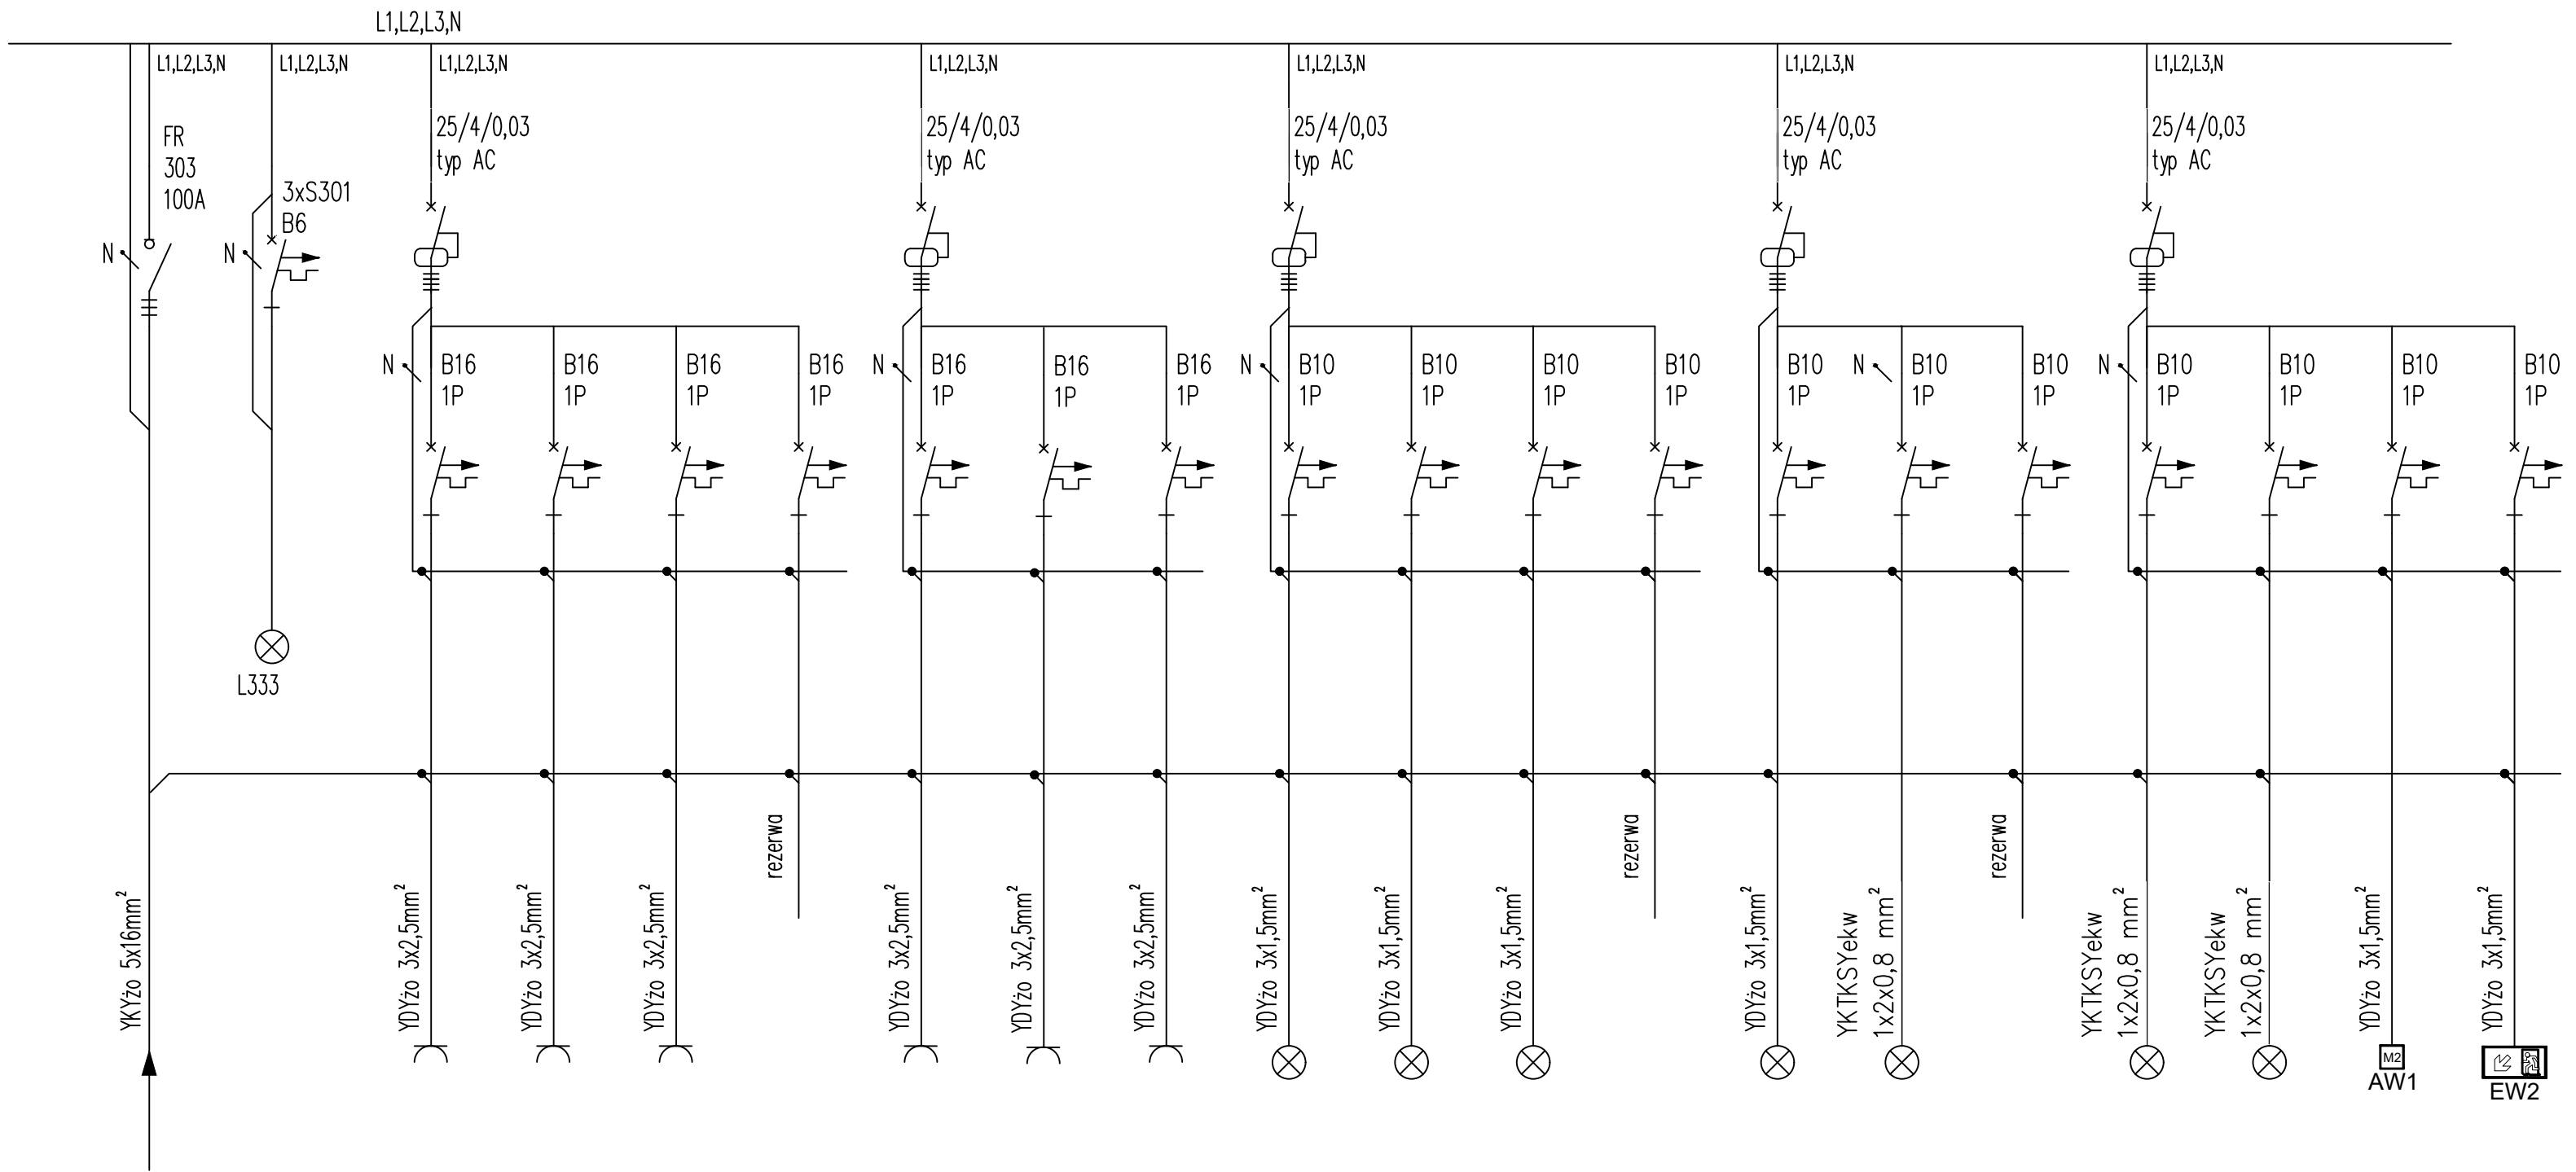 L1,L2,L3,N
L1,L2,L3,N
L1,L2,L3,N
L1,L2,L3,N
L1,L2,L3,N
L1,L2,L3,N
L1,L2,L3,N
L1,L2,L3,N
FR
303
100A
3xS301
B6
25/4/0,03
typ AC
25/4/0,03
typ AC
25/4/0,03
typ AC
25/4/0,03
typ AC
25/4/0,03
typ AC
N
N
N
B16
1P
B16
1P
B16
1P
B16
1P
N
B16
1P
B16
1P
B16
1P
N
B10
1P
B10
1P
B10
1P
B10
1P
B10
1P
N
B10
1P
B10
1P
N
B10
1P
B10
1P
B10
1P
B10
1P
L333
YKYżo 5x16mm²
YDYżo 3x2,5mm²
YDYżo 3x2,5mm²
YDYżo 3x2,5mm²
rezerwa
YDYżo 3x2,5mm²
YDYżo 3x2,5mm²
YDYżo 3x2,5mm²
YDYżo 3x1,5mm²
YDYżo 3x1,5mm²
YDYżo 3x1,5mm²
rezerwa
YDYżo 3x1,5mm²
YKTKSYekw
1x2x0,8 mm²
rezerwa
YKTKSYekw
1x2x0,8 mm²
YKTKSYekw
1x2x0,8 mm²
YDYżo 3x1,5mm²
YDYżo 3x1,5mm²
M2
AW1
EW2